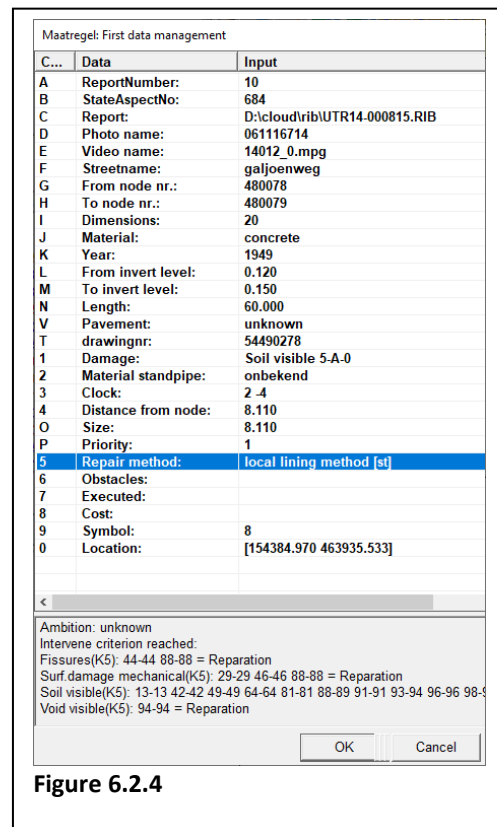 Maatregel: First data management
C... Data Input
A ReportNumber: 10
B StateAspectNo: 684
C Report: D:\cloud\rib\UTR14-000815.RIB
D Photo name: 061116714
E Video name: 14012_0.mpg
F Streetname: galjoenweg
G From node nr.: 480078
H To node nr.: 480079
I Dimensions: 20
J Material: concrete
K Year: 1949
L From invert level: 0.120
M To invert level: 0.150
N Length: 60.000
V Pavement: unknown
T drawingnr: 54490278
1 Damage: Soil visible 5-A-0
2 Material standpipe: onbekend
3 Clock: 2 -4
4 Distance from node: 8.110
O Size: 8.110
P Priority: 1
5 Repair method: local lining method [st]
6 Obstacles:
7 Executed:
8 Cost:
9 Symbol: 8
0 Location: [154384.970 463935.533]
<
Ambition: unknown
Intervene criterion reached:
Fissures(K5): 44-44 88-88 = Reparation
Surf.damage mechanical(K5): 29-29 46-46 88-88 = Reparation
Soil visible(K5): 13-13 42-42 49-49 64-64 81-81 88-89 91-91 93-94 96-96 98-9
Void visible(K5): 94-94 = Reparation
OK Cancel
Figure 6.2.4